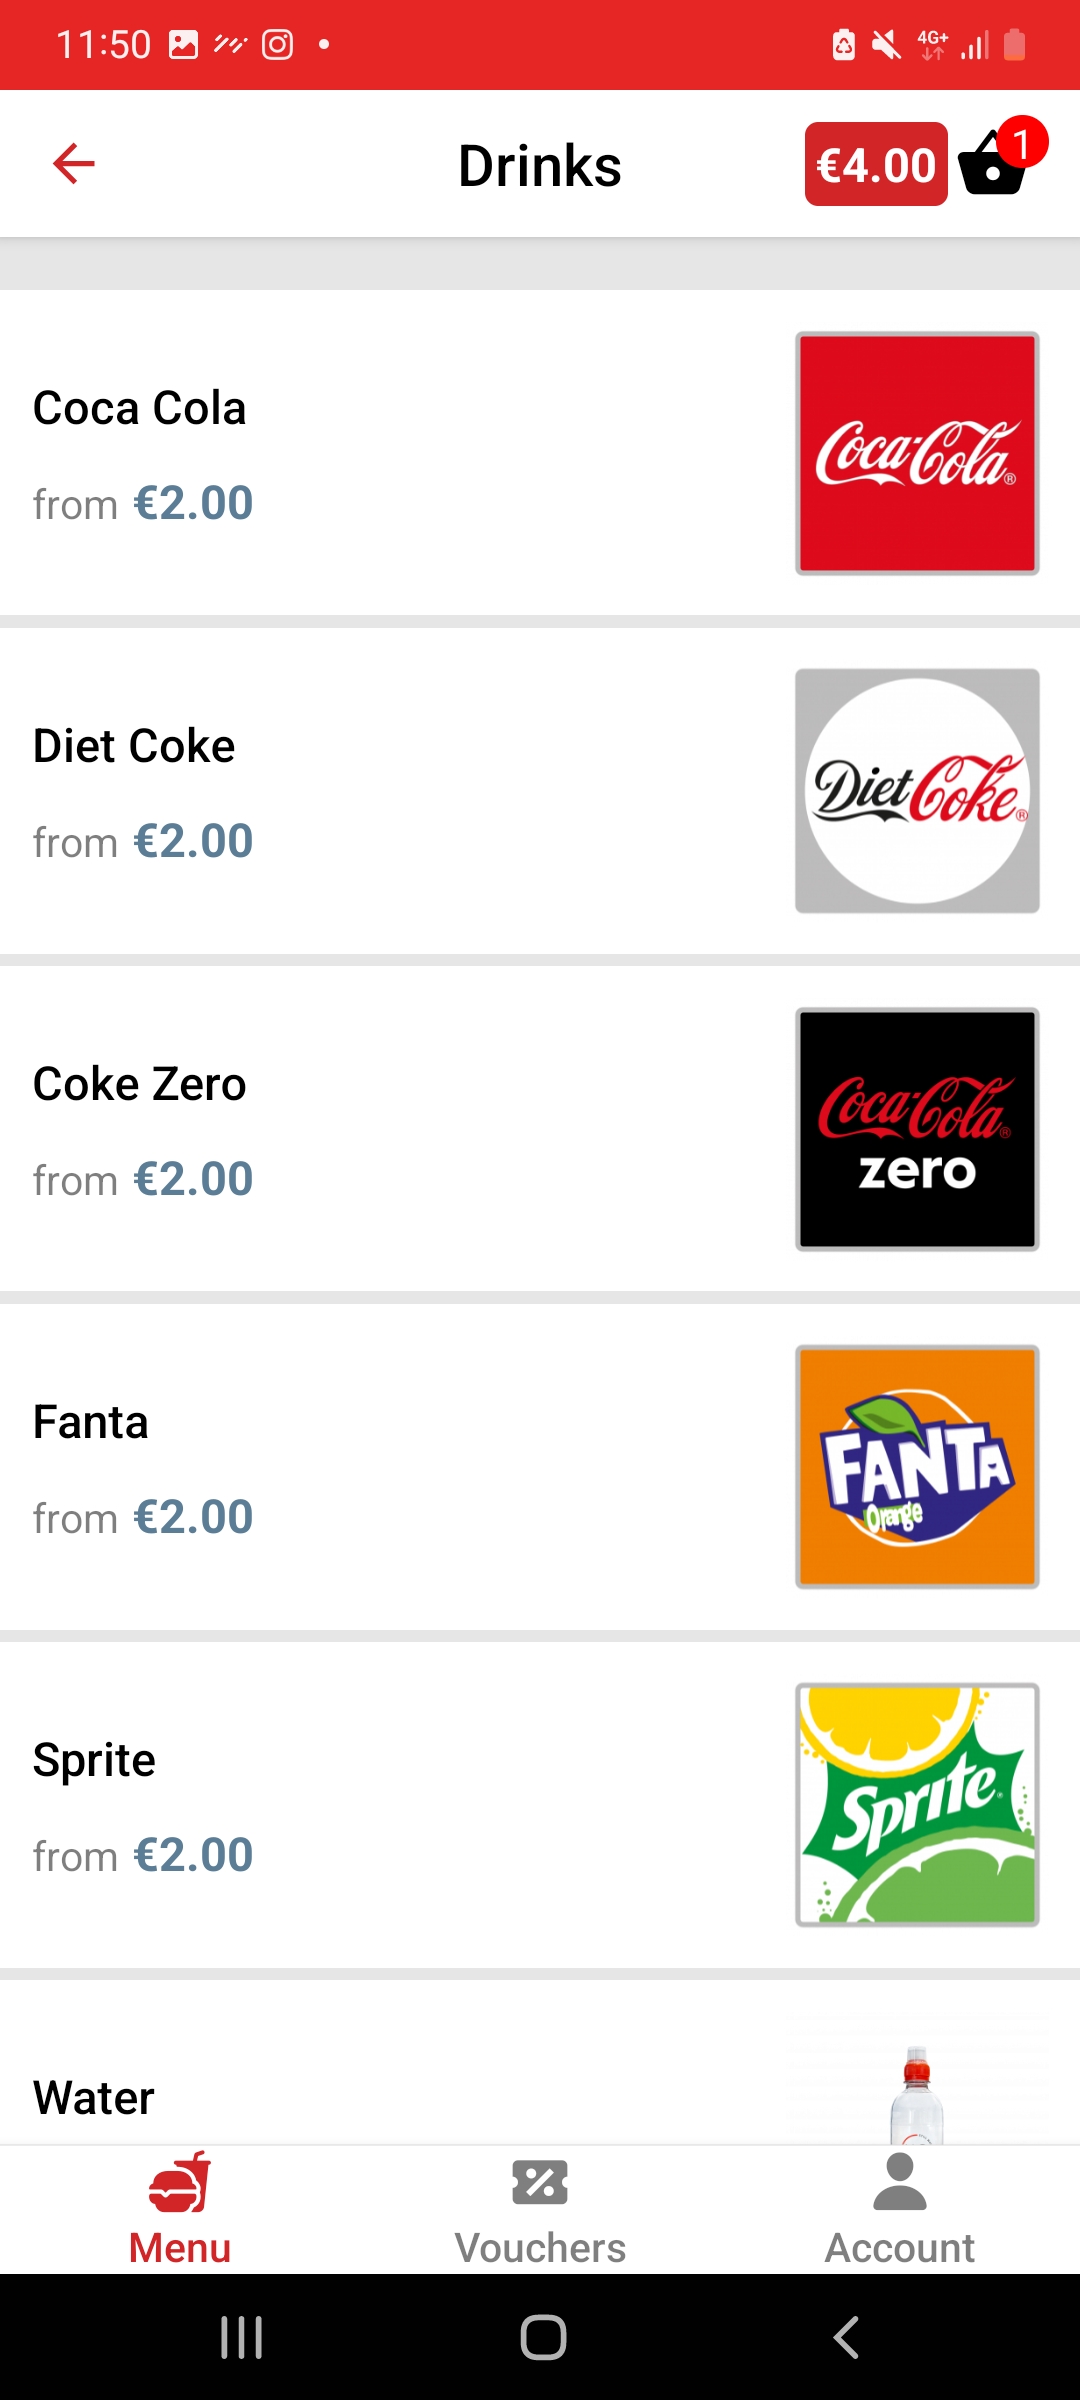 11:50
4G+
Drinks
€4.00
1
Coca Cola
from €2.00
Coca-Cola®
Diet Coke
from €2.00
Diet Coke®
Coke Zero
from €2.00
Coca-Cola®
zero
Fanta
from €2.00
FANTA
Orange
Sprite
from €2.00
Sprite
Water
Menu
Vouchers
Account